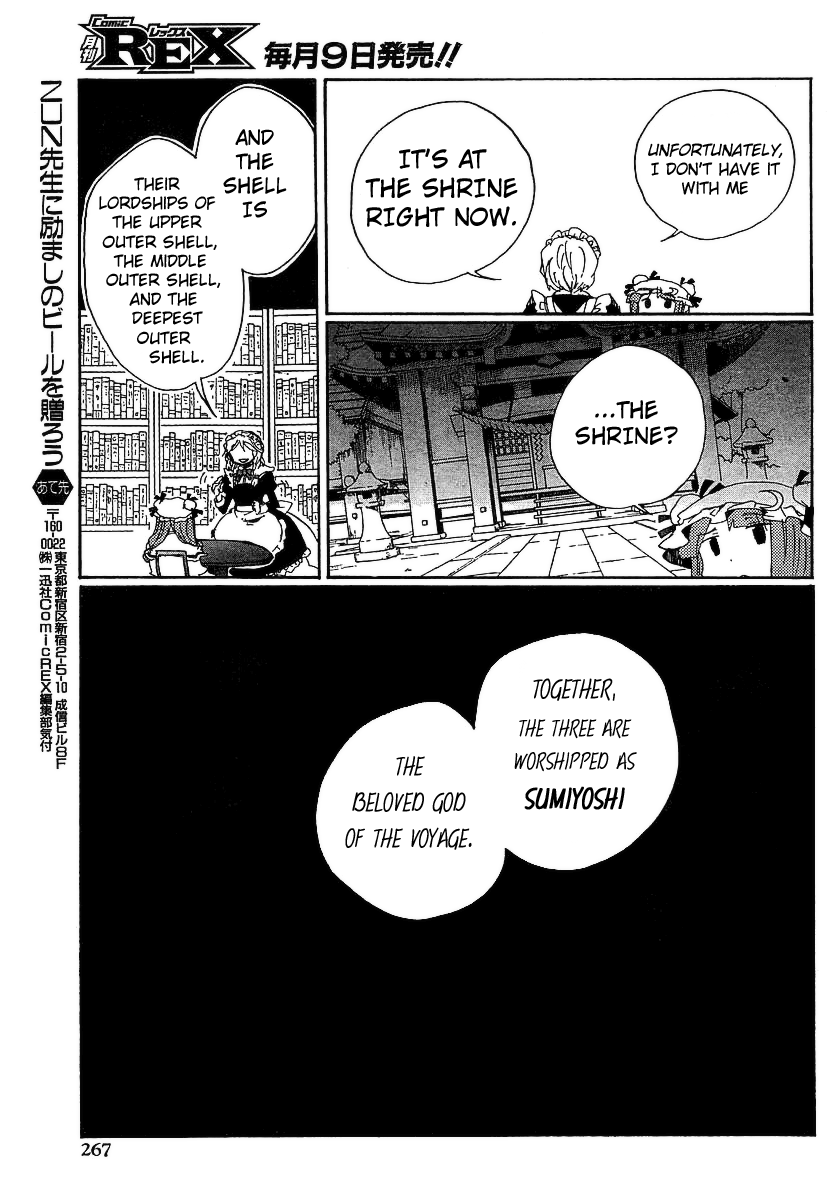 月刊
Comic
REX
レックス
毎月9日発売!!
UNFORTUNATELY,
I DON'T HAVE IT
WITH ME
IT'S AT
THE SHRINE
RIGHT NOW.
...THE
SHRINE?
AND
THE
SHELL
IS
THEIR
LORDSHIPS OF
THE UPPER
OUTER SHELL,
THE MIDDLE
OUTER SHELL,
AND THE
DEEPEST
OUTER
SHELL.
TOGETHER,
THE THREE ARE
WORSHIPPED AS
SUMIYOSHI
THE
BELOVED GOD
OF THE VOYAGE.
ZUN先生に励ましのビールを贈ろう
あて先
〒160-0022 東京都新宿区新宿2-5-10 成信ビル8F
㈱一迅社ComicREX編集部気付
267